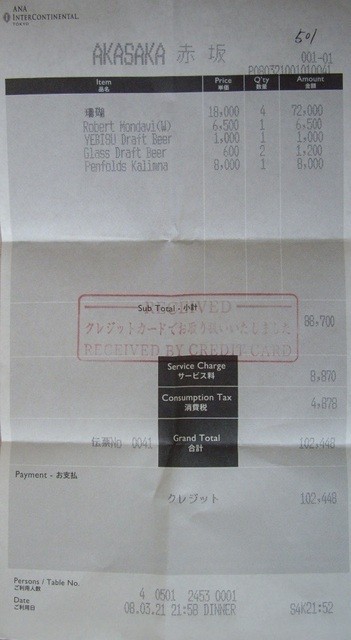 ANA
INTERCONTINENTAL
TOKYO
501
AKASAKA 赤坂
001-01
P080321001010041
Item 品名 Price 単価 Q'ty 数量 Amount 金額
珊瑚 18,000 4 72,000
Robert Mondavi(W) 6,500 1 6,500
YEBISU Draft Beer 1,000 1 1,000
Glass Draft Beer 600 2 1,200
Penfolds Kalimna 8,000 1 8,000
Sub Total - 小計 88,700
RECEIVED
クレジットカードでお支払いいたしました
RECEIVED BY CREDIT CARD
Service Charge サービス料 8,870
Consumption Tax 消費税 4,878
伝票No 0041 Grand Total 合計 102,448
Payment - お支払
クレジット 102,448
Persons / Table No.
ご利用人数 4 0501 2453 0001
Date
ご利用日 08.03.21 21:58 DINNER S4K21:52